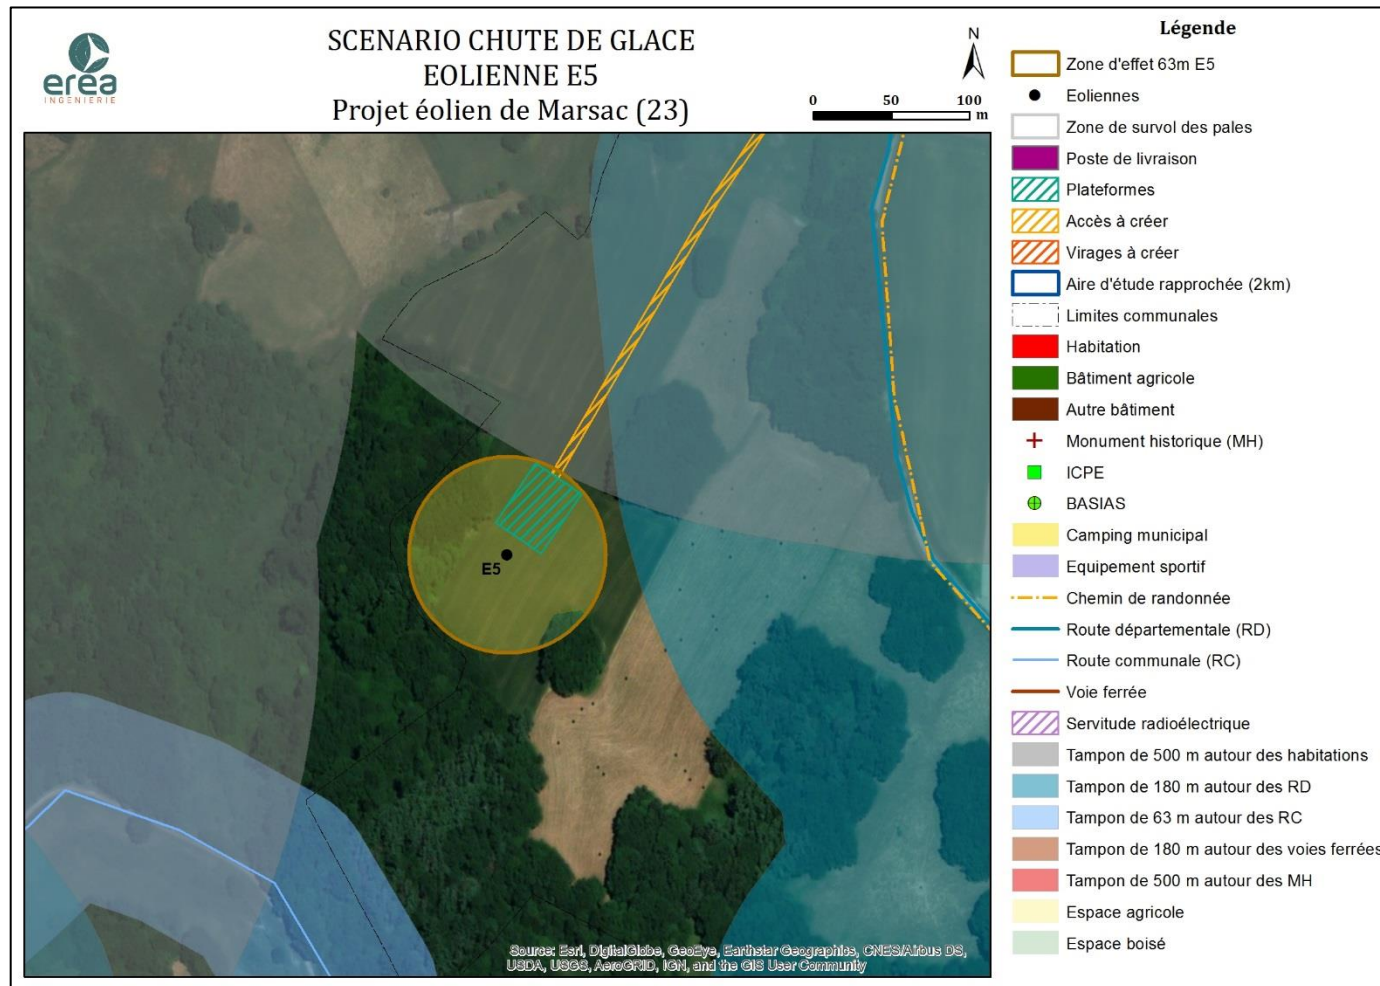 erea
INGENIERIE
SCENARIO CHUTE DE GLACE
EOLIENNE E5
Projet éolien de Marsac (23)
N
0 50 100
m
E5
Source: Esri, DigitalGlobe, GeoEye, Earthstar Geographics, CNES/Airbus DS,
USDA, USGS, AeroGRID, IGN, and the GIS User Community
Légende
Zone d'effet 63m E5
Eoliennes
Zone de survol des pales
Poste de livraison
Plateformes
Accès à créer
Virages à créer
Aire d'étude rapprochée (2km)
Limites communales
Habitation
Bâtiment agricole
Autre bâtiment
Monument historique (MH)
ICPE
BASIAS
Camping municipal
Equipement sportif
Chemin de randonnée
Route départementale (RD)
Route communale (RC)
Voie ferrée
Servitude radioélectrique
Tampon de 500 m autour des habitations
Tampon de 180 m autour des RD
Tampon de 63 m autour des RC
Tampon de 180 m autour des voies ferrées
Tampon de 500 m autour des MH
Espace agricole
Espace boisé